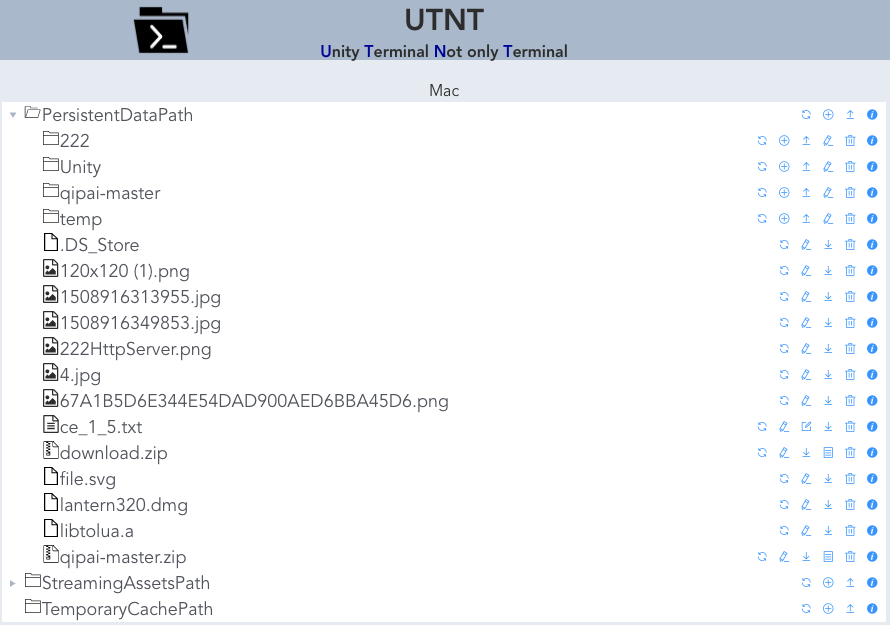 UTNT
Unity Terminal Not only Terminal
Mac
PersistentDataPath
222
Unity
qipai-master
temp
.DS_Store
120x120 (1).png
1508916313955.jpg
1508916349853.jpg
222HttpServer.png
4.jpg
67A1B5D6E344E54DAD900AED6BBA45D6.png
ce_1_5.txt
download.zip
file.svg
lantern320.dmg
libtolua.a
qipai-master.zip
StreamingAssetsPath
TemporaryCachePath